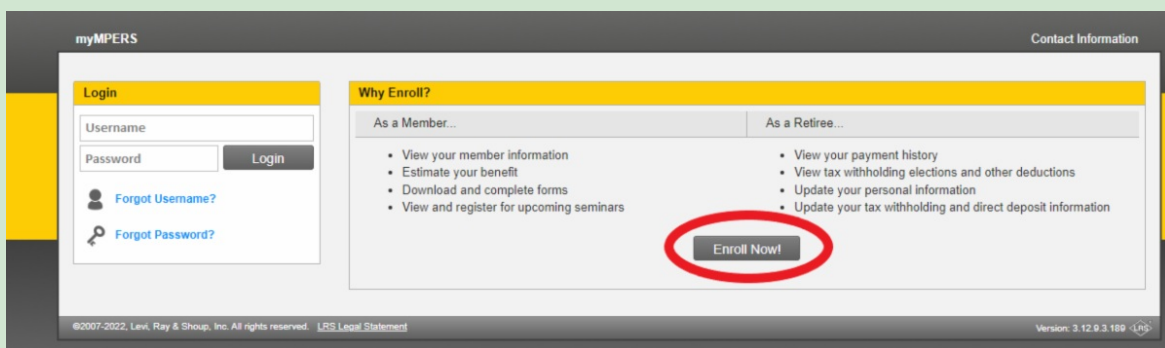 myMPERS
Contact Information
Login
Username
Password
Login
Forgot Username?
Forgot Password?
Why Enroll?
As a Member...
View your member information
Estimate your benefit
Download and complete forms
View and register for upcoming seminars
As a Retiree...
View your payment history
View tax withholding elections and other deductions
Update your personal information
Update your tax withholding and direct deposit information
Enroll Now!
©2007-2022, Levi, Ray & Shoup, Inc. All rights reserved. LRS Legal Statement
Version: 3.12.9.3.189 LRS